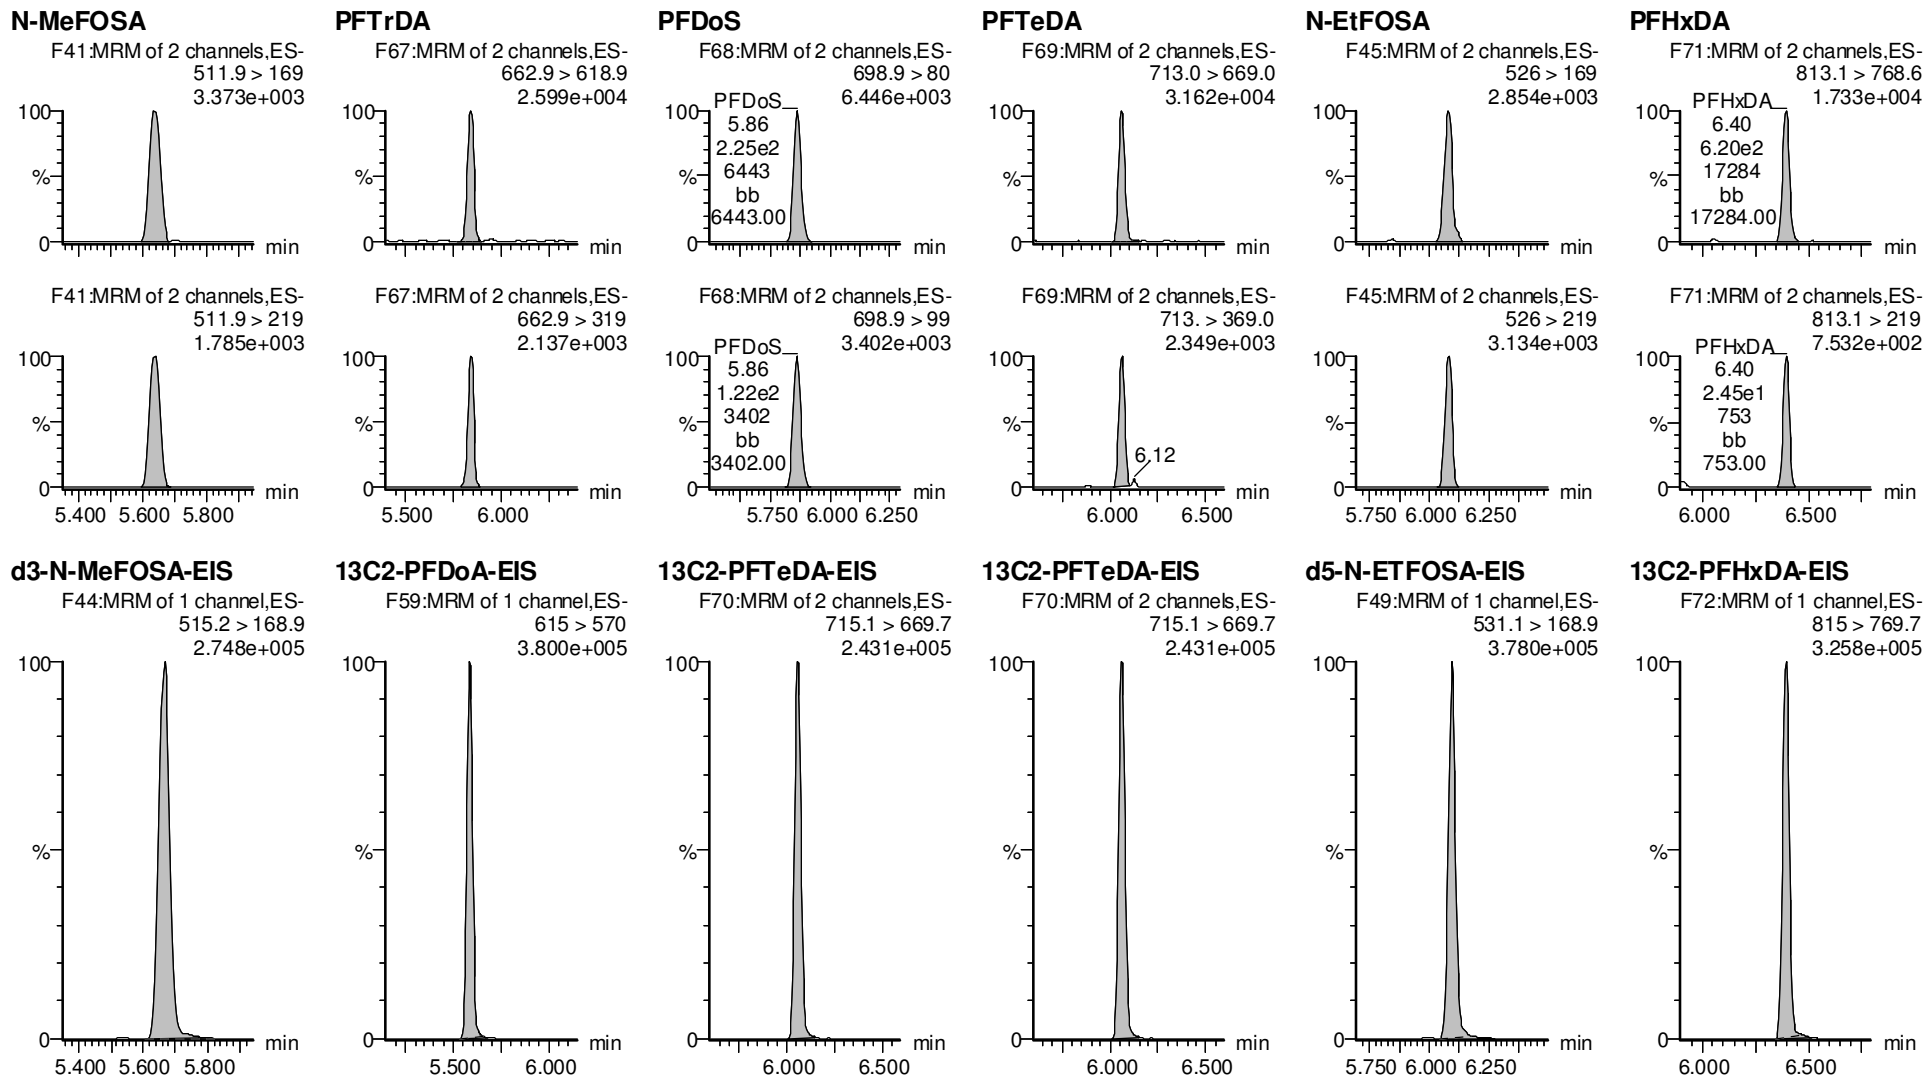 N-MeFOSA
F41:MRM of 2 channels,ES-
511.9 > 169
3.373e+003
100
%
0
min
F41:MRM of 2 channels,ES-
511.9 > 219
1.785e+003
100
%
0
min
5.400 5.600 5.800
PFTrDA
F67:MRM of 2 channels,ES-
662.9 > 618.9
2.599e+004
100
%
0
min
F67:MRM of 2 channels,ES-
662.9 > 319
2.137e+003
100
%
0
min
5.500 6.000
PFDoS
F68:MRM of 2 channels,ES-
698.9 > 80
6.446e+003
100
PFDoS
5.86
2.25e2
6443
bb
6443.00
%
0
min
F68:MRM of 2 channels,ES-
698.9 > 99
3.402e+003
100
PFDoS
5.86
1.22e2
3402
bb
3402.00
%
0
min
5.750 6.000 6.250
PFTeDA
F69:MRM of 2 channels,ES-
713.0 > 669.0
3.162e+004
100
%
0
min
F69:MRM of 2 channels,ES-
713. > 369.0
2.349e+003
100
%
6.12
0
min
6.000 6.500
N-EtFOSA
F45:MRM of 2 channels,ES-
526 > 169
2.854e+003
100
%
0
min
F45:MRM of 2 channels,ES-
526 > 219
3.134e+003
100
%
0
min
5.750 6.000 6.250
PFHxDA
F71:MRM of 2 channels,ES-
813.1 > 768.6
1.733e+004
100
PFHxDA
6.40
6.20e2
17284
bb
17284.00
%
0
min
F71:MRM of 2 channels,ES-
813.1 > 219
7.532e+002
100
PFHxDA
6.40
2.45e1
753
bb
753.00
%
0
min
6.000 6.500
d3-N-MeFOSA-EIS
F44:MRM of 1 channel,ES-
515.2 > 168.9
2.748e+005
100
%
0
min
5.400 5.600 5.800
13C2-PFDoA-EIS
F59:MRM of 1 channel,ES-
615 > 570
3.800e+005
100
%
0
min
5.500 6.000
13C2-PFTeDA-EIS
F70:MRM of 2 channels,ES-
715.1 > 669.7
2.431e+005
100
%
0
min
6.000 6.500
13C2-PFTeDA-EIS
F70:MRM of 2 channels,ES-
715.1 > 669.7
2.431e+005
100
%
0
min
6.000 6.500
d5-N-ETFOSA-EIS
F49:MRM of 1 channel,ES-
531.1 > 168.9
3.780e+005
100
%
0
min
5.750 6.000 6.250
13C2-PFHxDA-EIS
F72:MRM of 1 channel,ES-
815 > 769.7
3.258e+005
100
%
0
min
6.000 6.500